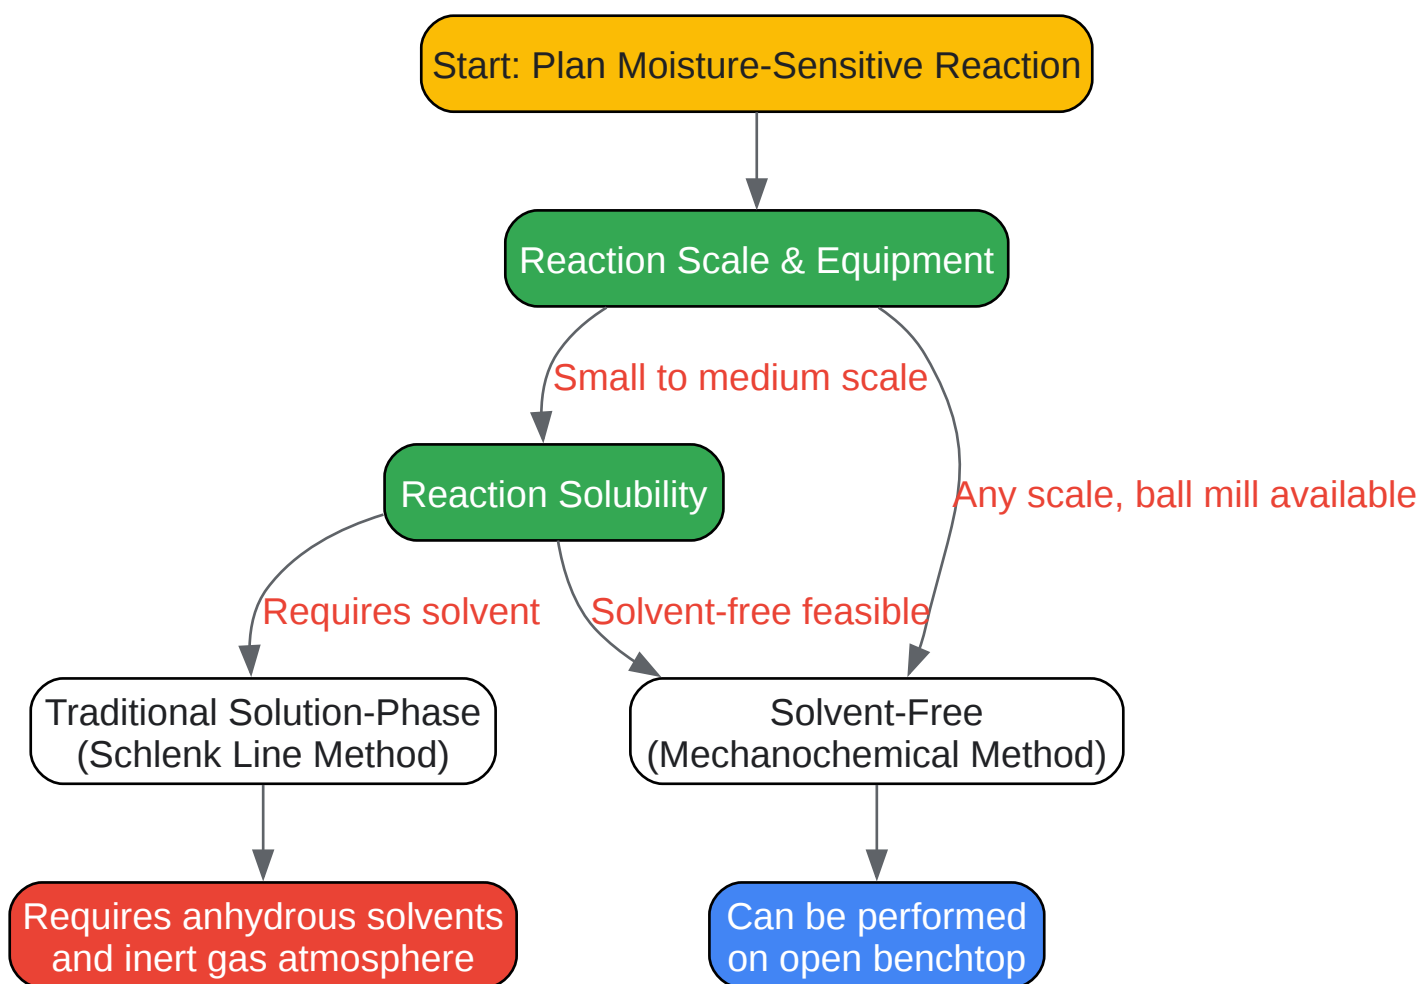 Start: Plan Moisture-Sensitive Reaction
Reaction Scale & Equipment
Small to medium scale
Reaction Solubility
Any scale, ball mill available
Requires solvent
Solvent-free feasible
Traditional Solution-Phase
(Schlenk Line Method)
Solvent-Free
(Mechanochemical Method)
Requires anhydrous solvents
and inert gas atmosphere
Can be performed
on open benchtop